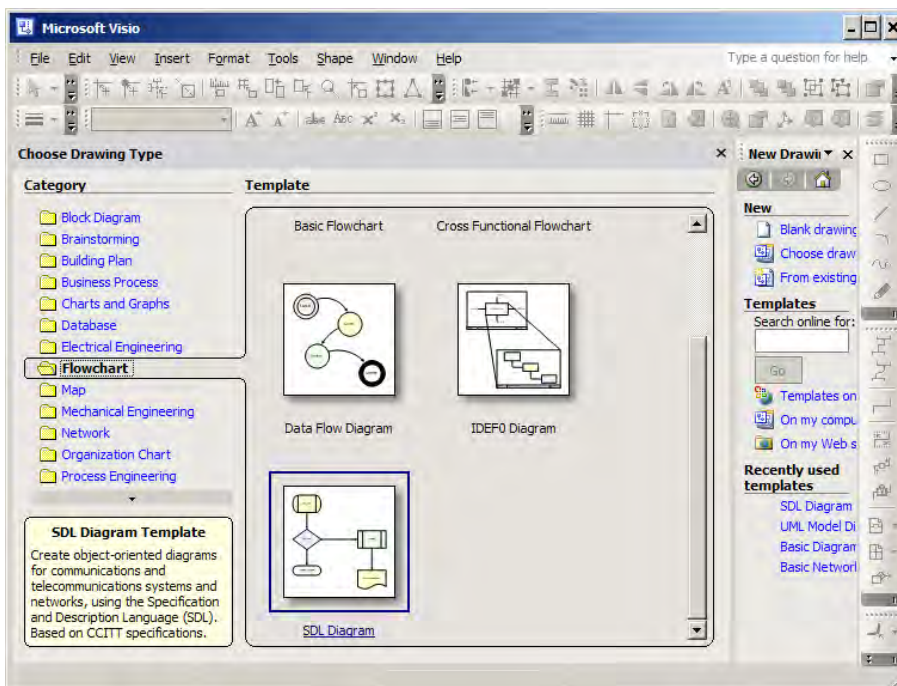 Microsoft Visio
File Edit View Insert Format Tools Shape Window Help
Type a question for help
Choose Drawing Type
New Drawi
Category
Template
Block Diagram
Brainstorming
Building Plan
Business Process
Charts and Graphs
Database
Electrical Engineering
Flowchart
Map
Mechanical Engineering
Network
Organization Chart
Process Engineering
SDL Diagram Template
Create object-oriented diagrams
for communications and
telecommunications systems and
networks, using the Specification
and Description Language (SDL).
Based on CCITT specifications.
Basic Flowchart
Cross Functional Flowchart
Data Flow Diagram
IDEF0 Diagram
SDL Diagram
New
Blank drawing
Choose draw
From existing
Templates
Search online for:
Go
Templates on
On my compu
On my Web s
Recently used
templates
SDL Diagram
UML Model Di
Basic Diagram
Basic Networl